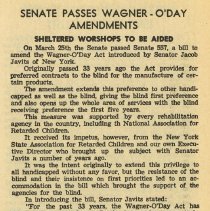 SENATE PASSES WAGNER - O'DAY
AMENDMENTS
SHELTERED WORSHOPS TO BE AIDED
On March 25th the Senate passed Senate 557, a bill to
amend the Wagner-O'Day Act introduced by Senator Jacob
Javits of New York.
Originally passed 33 years ago the Act provides for
preferred contracts to the blind for the manufacture of cer-
tain products.
The amendment extends this preference to other handi-
capped as well as the blind, giving the blind first preference
and also opens up the whole area of services with the blind
receiving preference the first five years.
This measure was supported by every rehabilitation
agency in the country, including th National Association for
Retarded Children.
It received its impetus, however, from the New York
State Association for Retarded Children and our own Execu-
tive Director who brought up the subject with Senator
Javits a number of years ago.
It was the intent originally to extend this privilege to
all handicapped without any favor, but the resistance of the
blind and their insistence on first priorities led to an ac-
commodation in the bill which brought the support of the
agencies for the blind.
In introducing the bill, Senator Javits stated:
"For the past 33 years, the Wagner-O'Day Act has